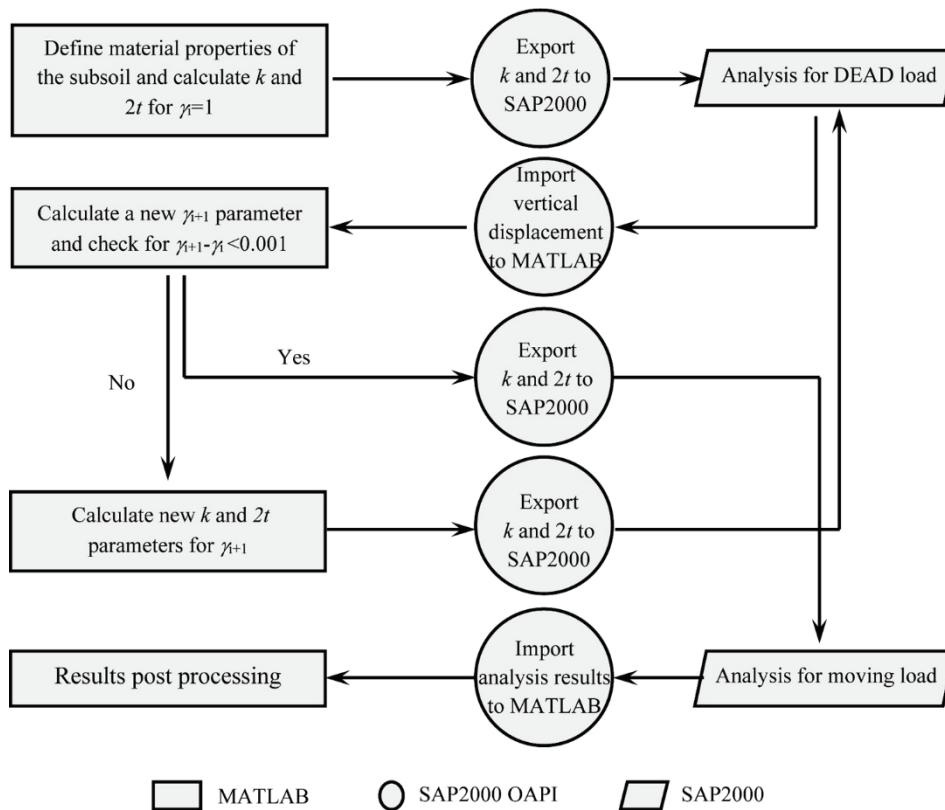 Define material properties of
the subsoil and calculate k and
2t for γi=1
Export
k and 2t to
SAP2000
Analysis for DEAD load
Calculate a new γi+1 parameter
and check for γi+1-γi <0.001
Import
vertical
displacement
to MATLAB
Yes
No
Export
k and 2t to
SAP2000
Calculate new k and 2t
parameters for γi+1
Export
k and 2t to
SAP2000
Results post processing
Import
analysis results
to MATLAB
Analysis for moving load
MATLAB
SAP2000 OAPI
SAP2000